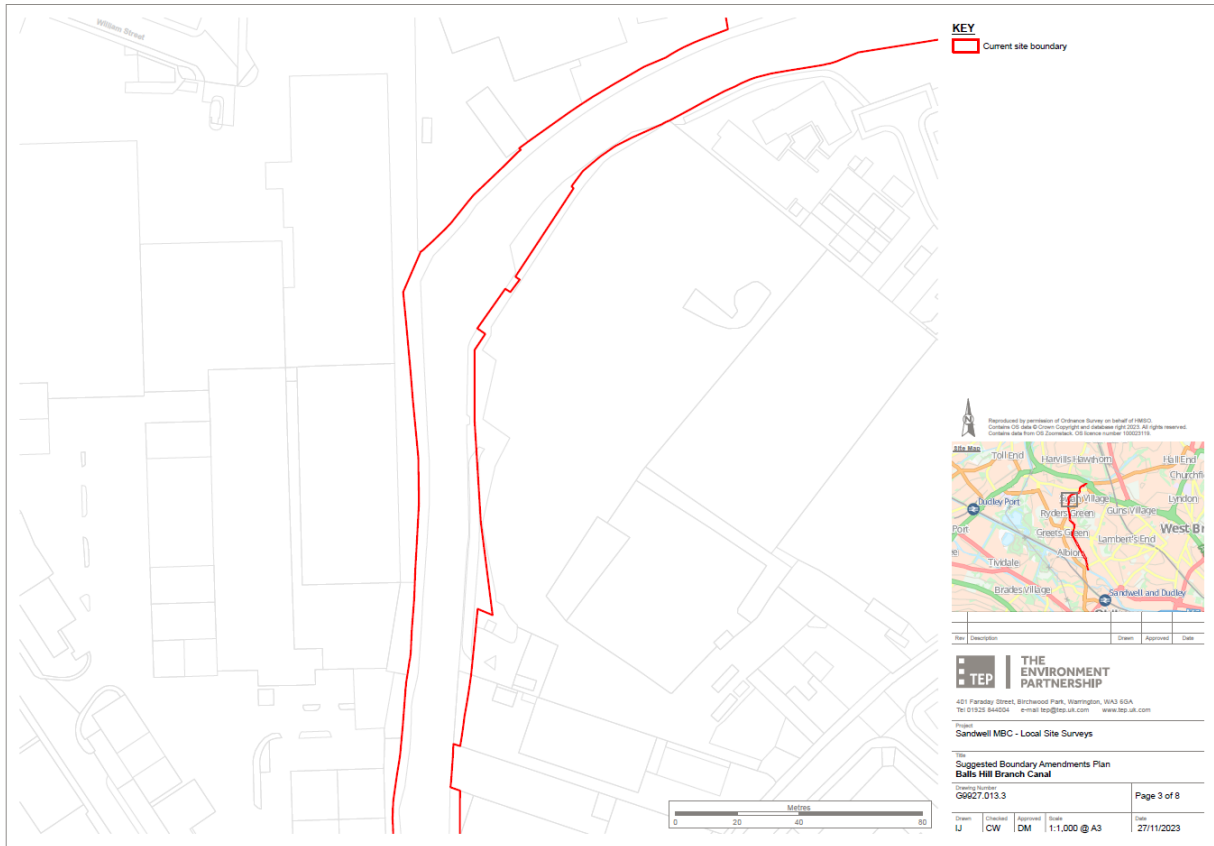 William Street
KEY
Current site boundary
Reproduced by permission of Ordnance Survey on behalf of HMSO.
Contains OS data © Crown Copyright and database right 2023. All rights reserved.
Contains data from OS Zoomstack. OS licence number 100023119.
Site Map
Toll End
Harvills Hawthorn
Hall End
Churchfi
Dudley Port
Swan Village
Lyndon
Ryders Green
Guns Village
Port
West Br
Greets Green
Lambert's End
Albion
Tividale
Brades Village
Sandwell and Dudley
Rev Description Drawn Approved Date
TEP
THE
ENVIRONMENT
PARTNERSHIP
401 Faraday Street, Birchwood Park, Warrington, WA3 6GA
Tel 01925 844004 e-mail tep@tep.uk.com www.tep.uk.com
Project
Sandwell MBC - Local Site Surveys
Title
Suggested Boundary Amendments Plan
Balls Hill Branch Canal
Drawing Number
G9927.013.3
Page 3 of 8
Drawn Checked Approved Scale Date
IJ CW DM 1:1,000 @ A3 27/11/2023
Metres
0 20 40 80